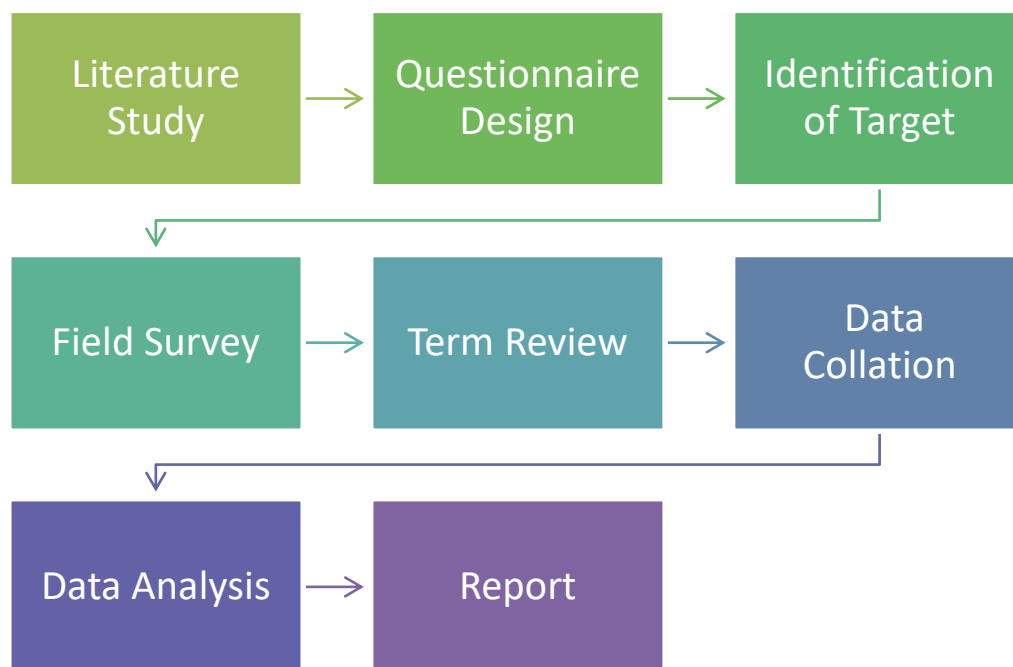 Literature
Study
Questionnaire
Design
Identification
of Target
Field Survey
Term Review
Data
Collation
Data Analysis
Report